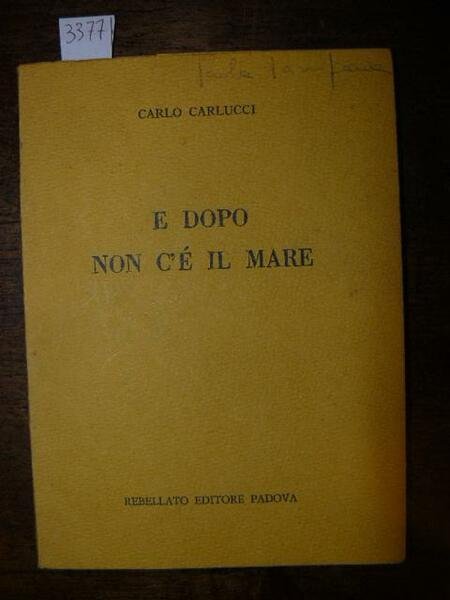 3377
CARLO CARLUCCI
E DOPO
NON C'É IL MARE
REBELLATO EDITORE PADOVA